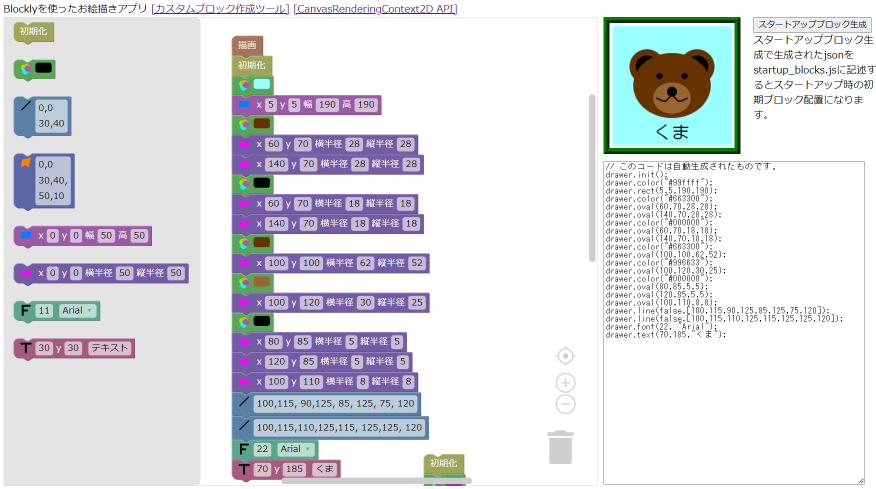 Blocklyを使ったお絵描きアプリ [カスタムブロック作成ツール] [CanvasRenderingContext2D API]
初期化
0,0
30,40
0,0
30,40,
50,10
x 0 y 0 幅 50 高 50
x 0 y 0 横半径 50 縦半径 50
F 11 Arial
T 30 y 30 テキスト
描画
初期化
x 5 y 5 幅 190 高 190
x 60 y 70 横半径 28 縦半径 28
x 140 y 70 横半径 28 縦半径 28
x 60 y 70 横半径 18 縦半径 18
x 140 y 70 横半径 18 縦半径 18
x 100 y 100 横半径 62 縦半径 52
x 100 y 120 横半径 30 縦半径 25
x 80 y 85 横半径 5 縦半径 5
x 120 y 85 横半径 5 縦半径 5
x 100 y 110 横半径 8 縦半径 8
100,115, 90,125, 85, 125, 75, 120
100,115,110,125,115, 125,125, 120
F 22 Arial
T 70 y 185 くま
初期化
くま
スタートアップブロック生成
スタートアップブロック生
成で生成されたjsonを
startup_blocks.jsに記述す
るとスタートアップ時の初
期ブロック配置になりま
す。
// このコードは自動生成されたものです。
drawer.init();
drawer.color("#99ffff");
drawer.rect(5,5,190,190);
drawer.color("#663300");
drawer.oval(60,70,28,28);
drawer.oval(140,70,28,28);
drawer.color("#000000");
drawer.oval(60,70,18,18);
drawer.oval(140,70,18,18);
drawer.color("#663300");
drawer.oval(100,100,62,52);
drawer.color("#996633");
drawer.oval(100,120,30,25);
drawer.color("#000000");
drawer.oval(80,85,5,5);
drawer.oval(120,85,5,5);
drawer.oval(100,110,8,8);
drawer.line(false,[100,115,90,125,85,125,75,120]);
drawer.line(false,[100,115,110,125,115,125,125,120]);
drawer.font(22, "Arial");
drawer.text(70,185,"くま");